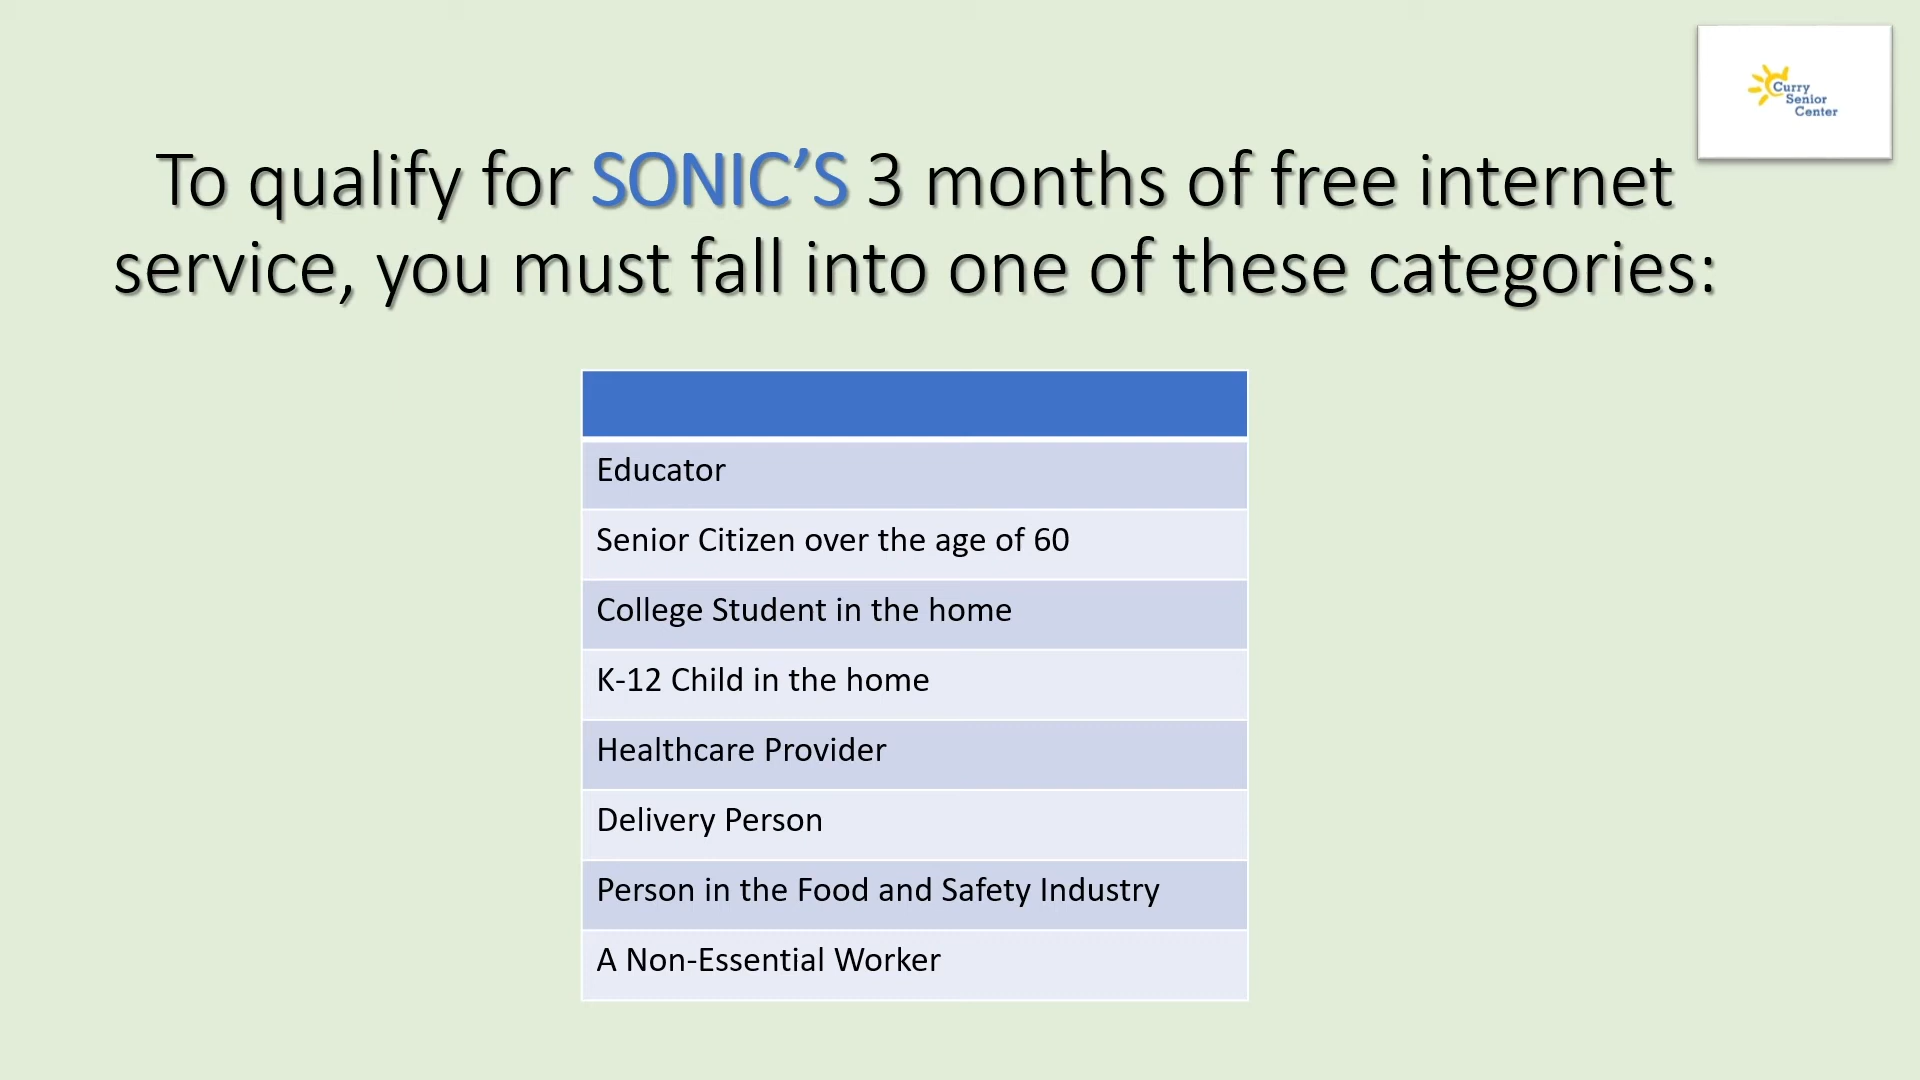 Curry
Senior
Center
To qualify for SONIC’S 3 months of free internet
service, you must fall into one of these categories:
Educator
Senior Citizen over the age of 60
College Student in the home
K-12 Child in the home
Healthcare Provider
Delivery Person
Person in the Food and Safety Industry
A Non-Essential Worker